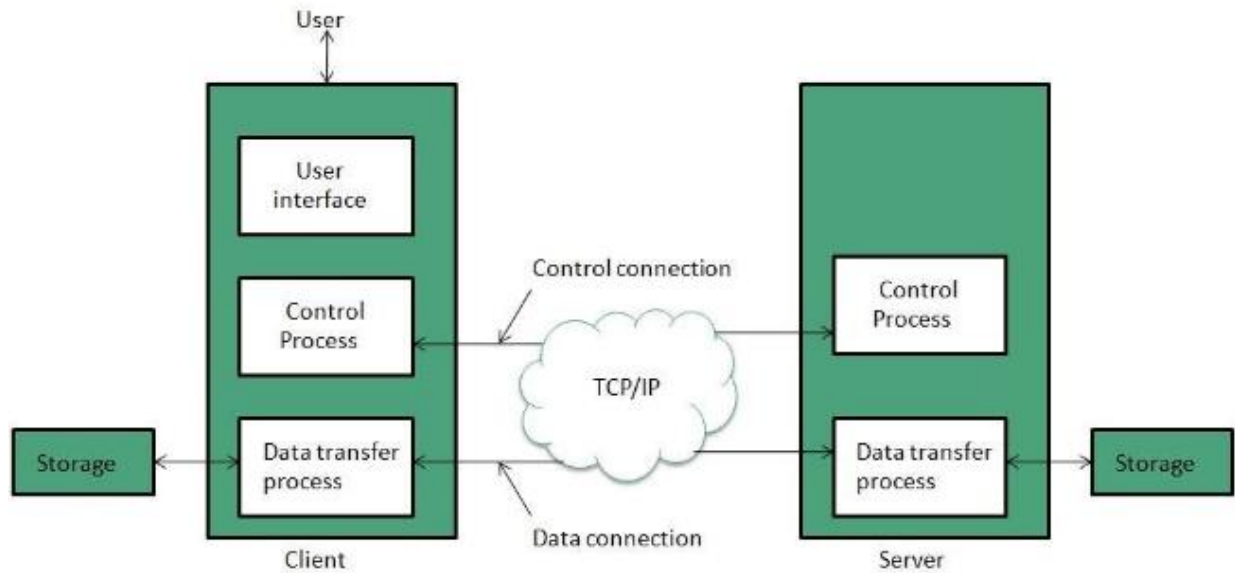 User
User
interface
Control connection
Control
Process
Control
Process
TCP/IP
Storage
Data transfer
process
Data transfer
process
Storage
Data connection
Client
Server